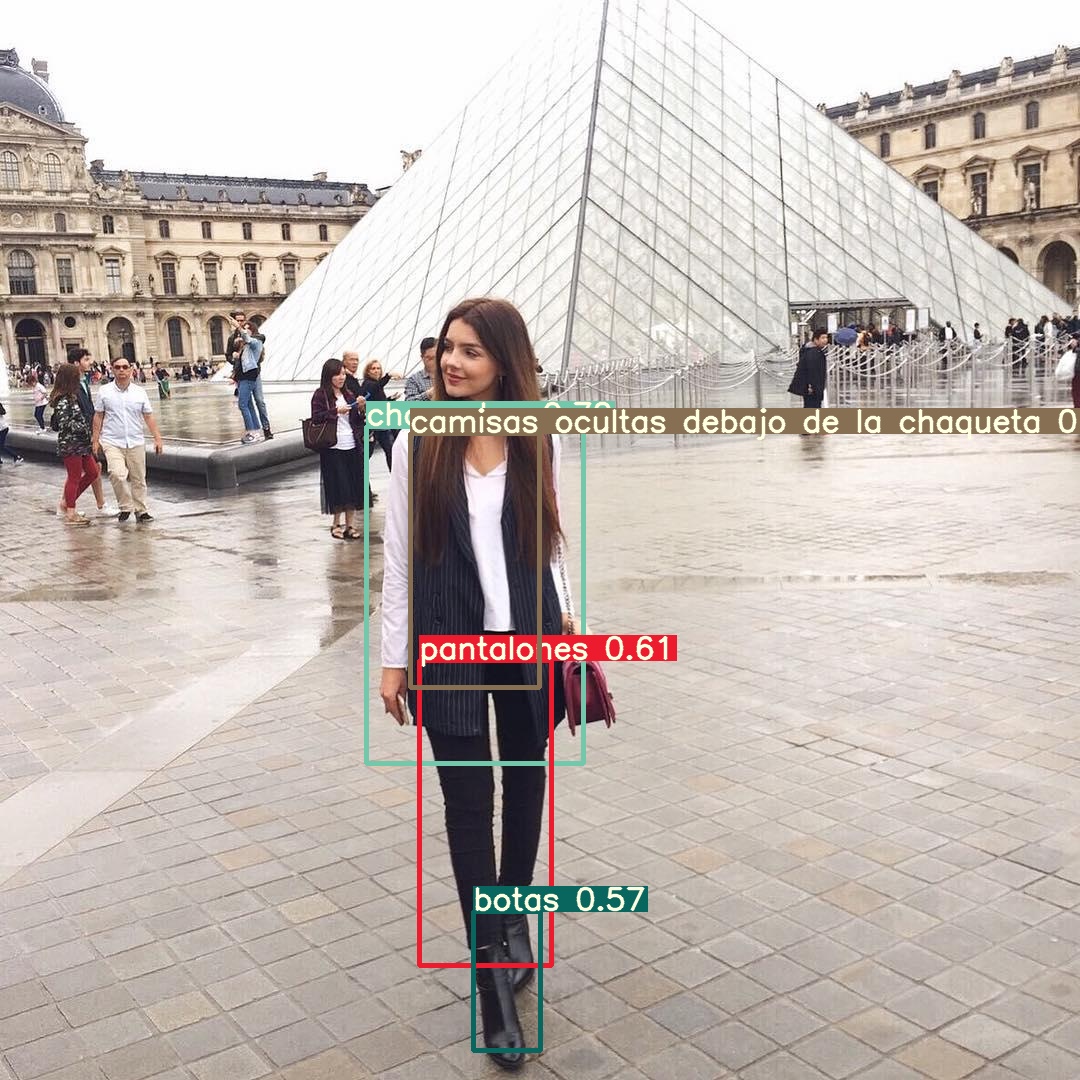 camisas ocultas debajo de la chaqueta 0
pantalones 0.61
botas 0.57